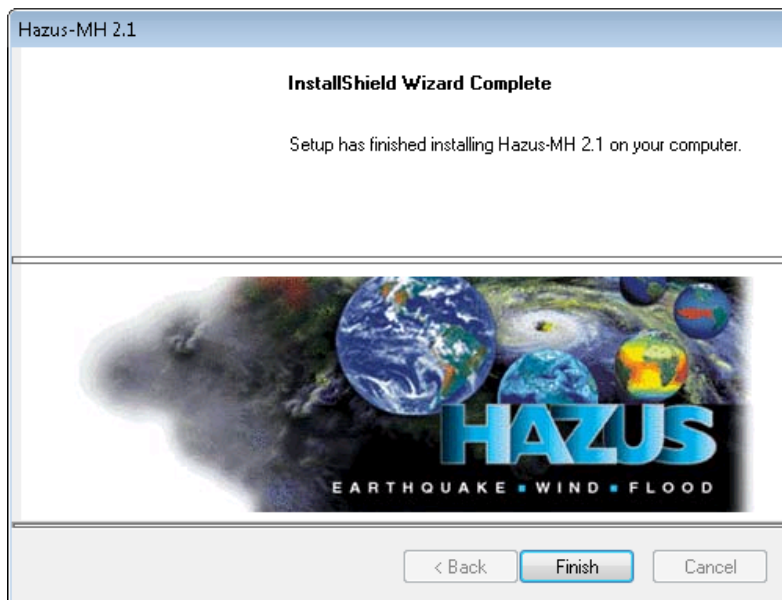 Hazus-MH 2.1
InstallShield Wizard Complete
Setup has finished installing Hazus-MH 2.1 on your computer.
HAZUS
EARTHQUAKE ▪ WIND ▪ FLOOD
< Back Finish Cancel